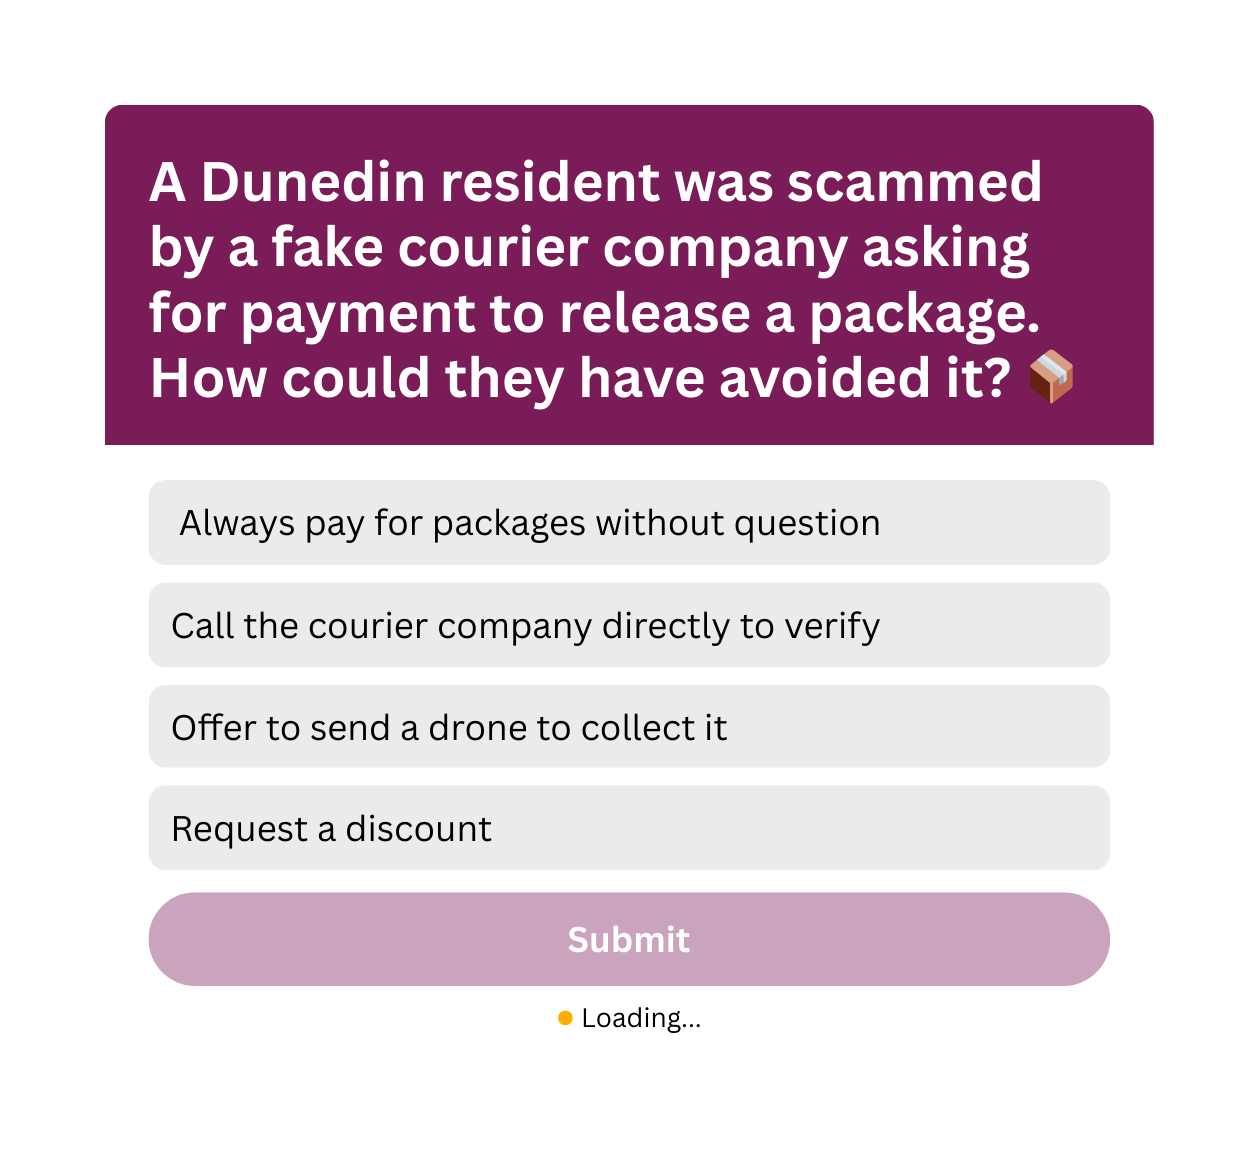 A Dunedin resident was scammed
by a fake courier company asking
for payment to release a package.
How could they have avoided it? 📦
Always pay for packages without question
Call the courier company directly to verify
Offer to send a drone to collect it
Request a discount
Submit
Loading...